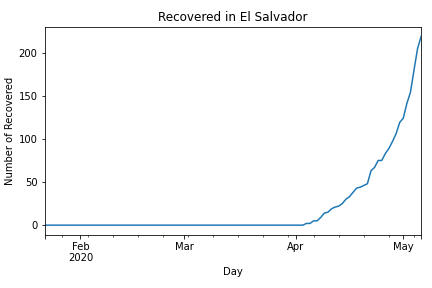 Recovered in El Salvador
Number of Recovered
200
150
100
50
0
Feb
2020
Mar
Apr
May
Day